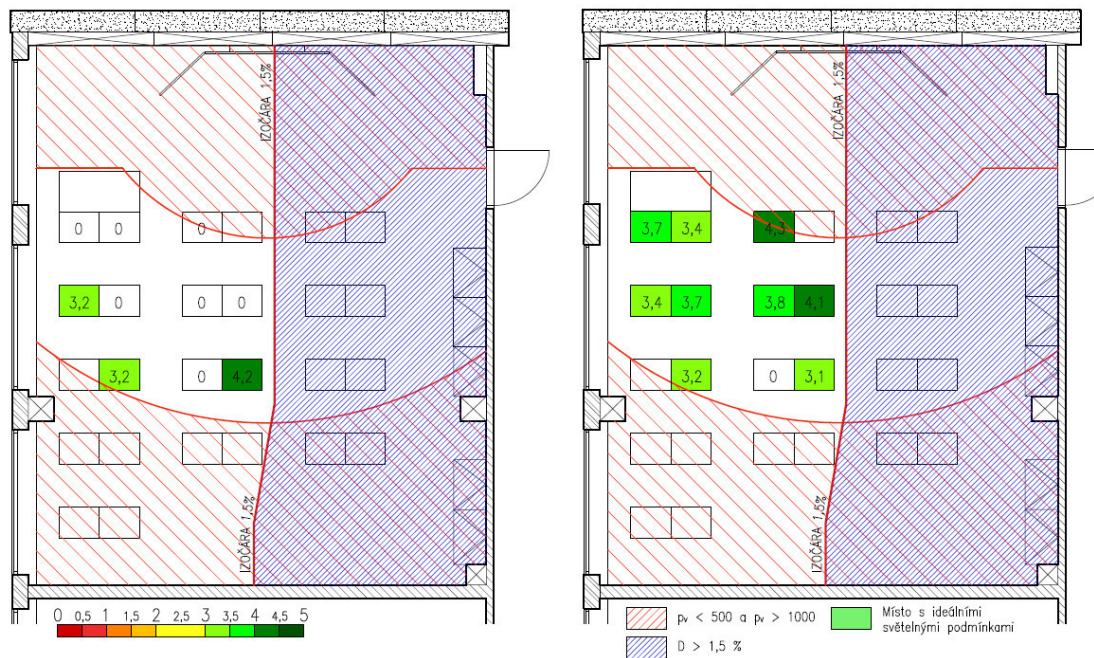 IZOČÁRA 1,5%
0 0 0
3,2 0 0 0
3,2 0 4,2
IZOČÁRA 1,5%
0 0,5 1 1,5 2 2,5 3 3,5 4 4,5 5
IZOČÁRA 1,5%
3,7 3,4 4,3
3,4 3,7 3,8 4,1
3,2 0 3,1
IZOČÁRA 1,5%
pᵥ < 500 a pᵥ > 1000
D > 1,5 %
Místo s ideálními
světelnými podmínkami